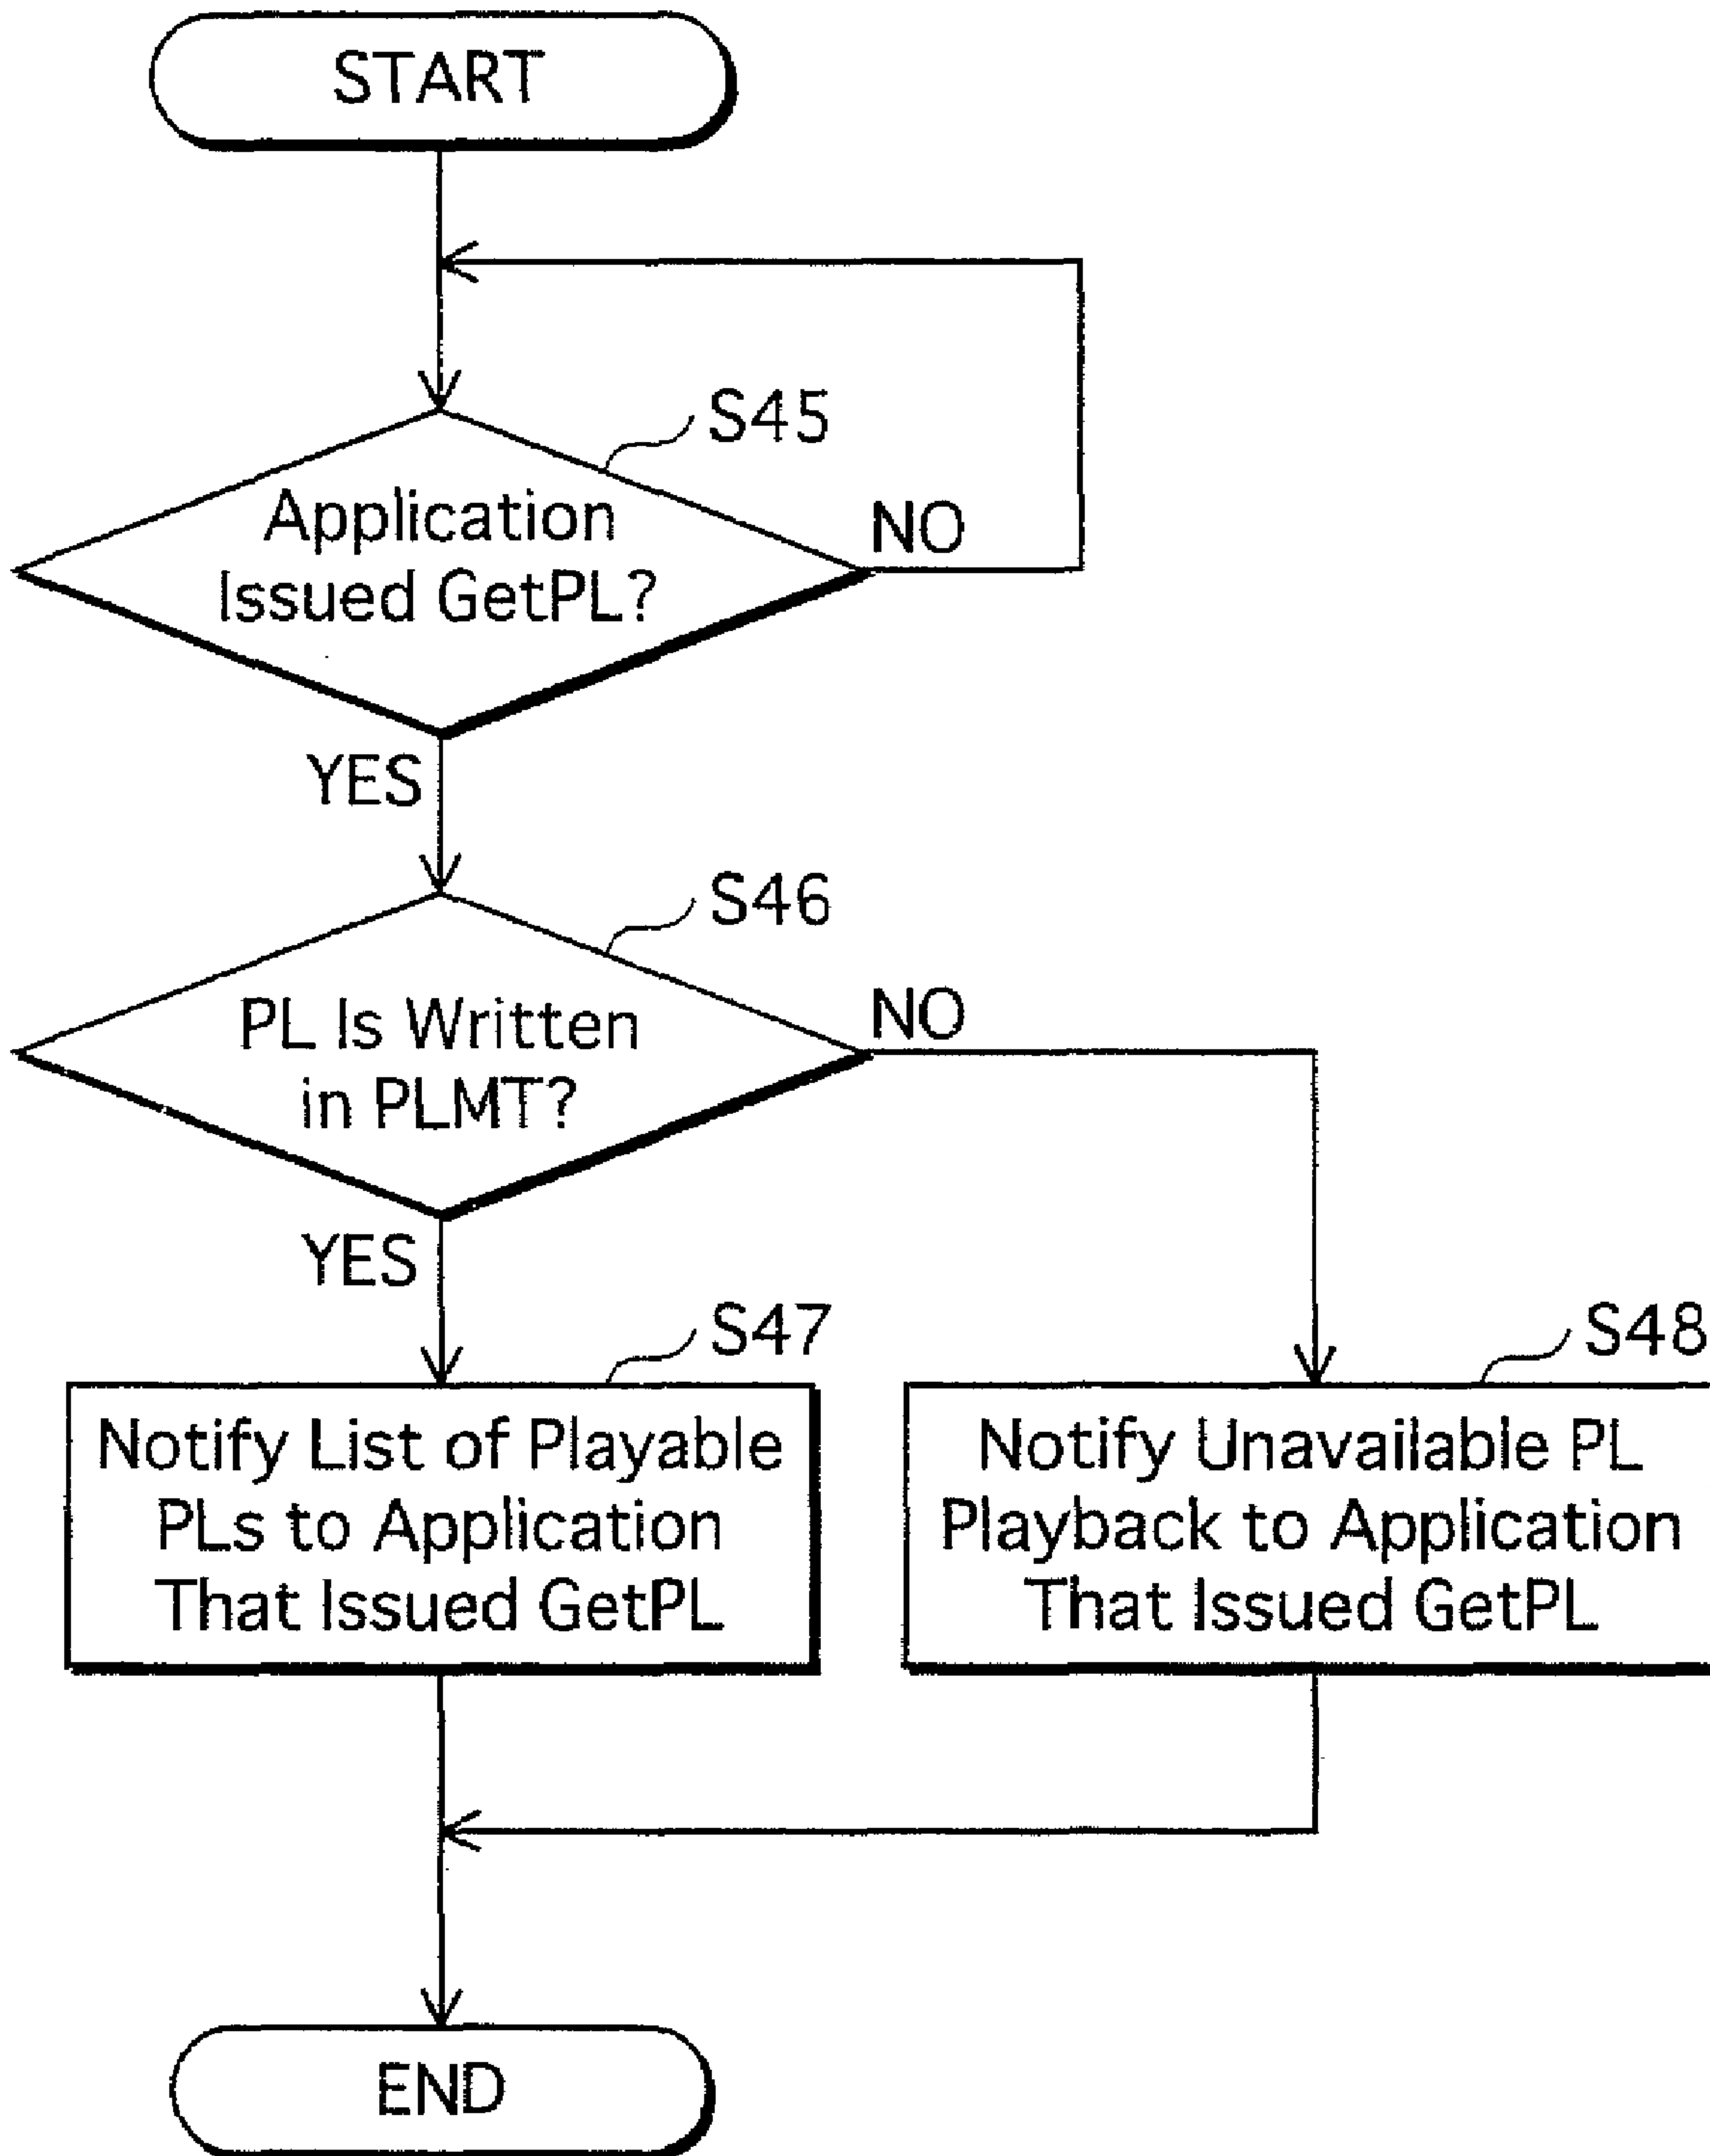 START
S45
Application
Issued GetPL?
NO
YES
S46
PL Is Written
in PLMT?
NO
YES
S47
Notify List of Playable
PLs to Application
That Issued GetPL
S48
Notify Unavailable PL
Playback to Application
That Issued GetPL
END